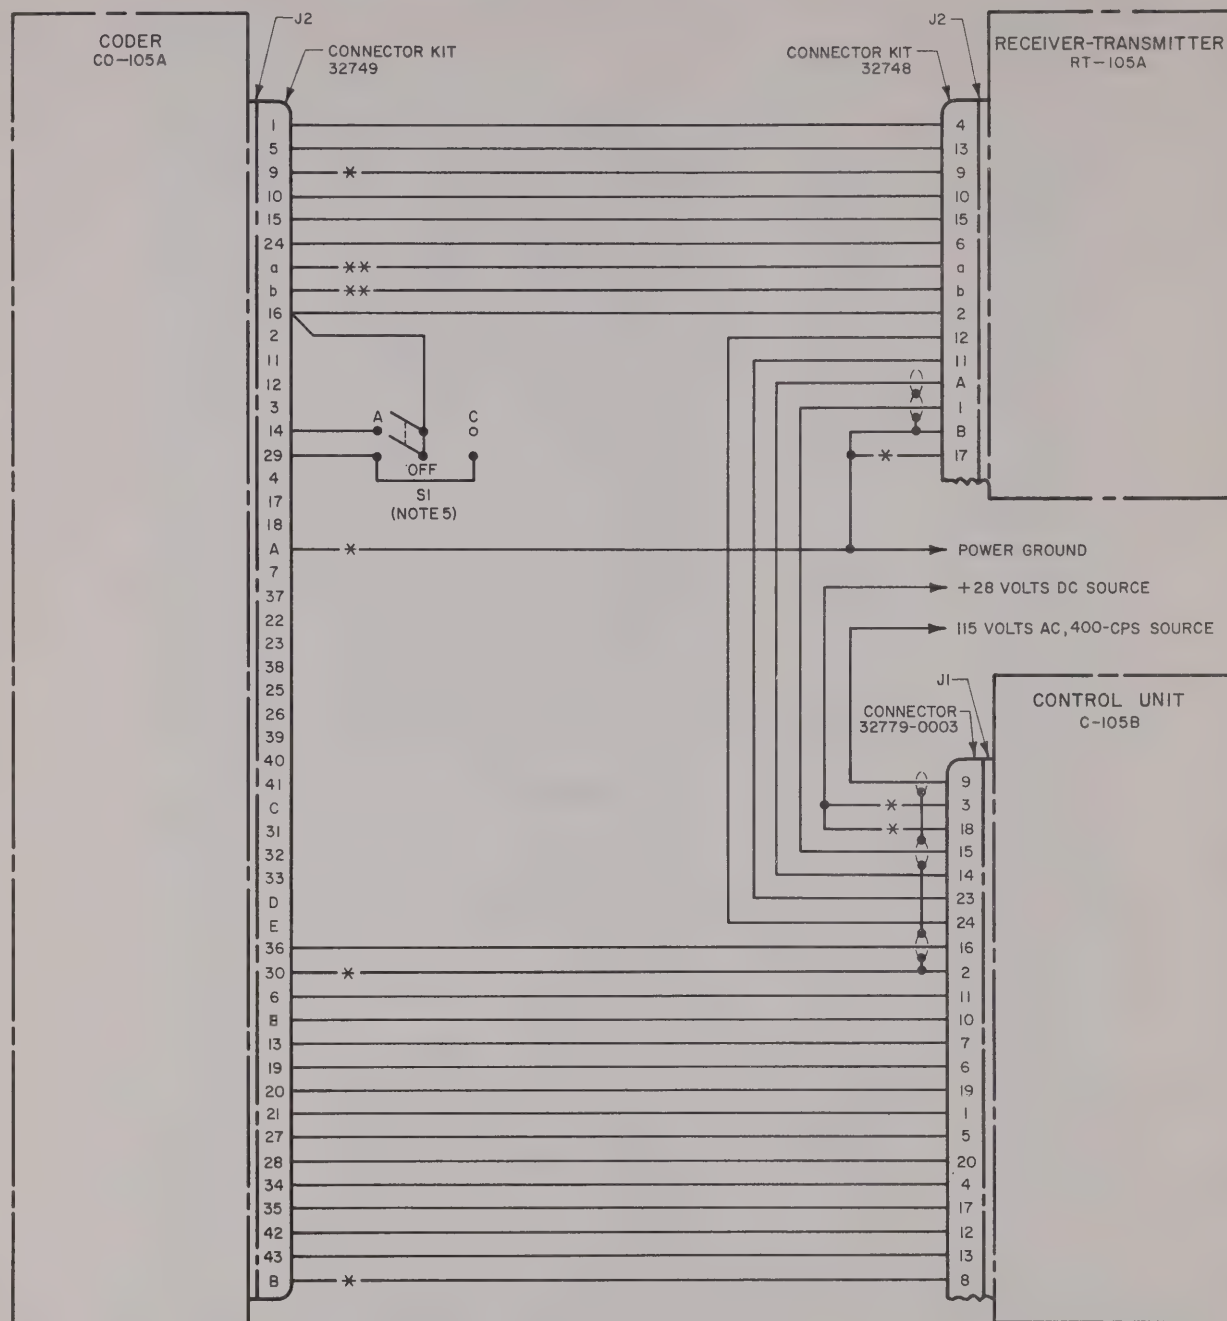 CODER
CO-105A
J2
CONNECTOR KIT
32749
1
5
9
10
15
24
a
b
16
2
11
12
3
14
29
4
17
18
A
7
37
22
23
38
25
26
39
40
41
C
31
32
33
D
E
36
30
6
B
13
19
20
21
27
28
34
35
42
43
B
*
**
**
A
C
OFF
S1
(NOTE 5)
*
*
*
J2
CONNECTOR KIT
32748
RECEIVER-TRANSMITTER
RT-105A
4
13
9
10
15
6
a
b
2
12
11
A
1
B
17
*
POWER GROUND
+28 VOLTS DC SOURCE
115 VOLTS AC, 400-CPS SOURCE
J1
CONNECTOR
32779-0003
CONTROL UNIT
C-105B
9
3
18
15
14
23
24
16
2
11
10
7
6
19
1
5
20
4
17
12
13
8
*
*